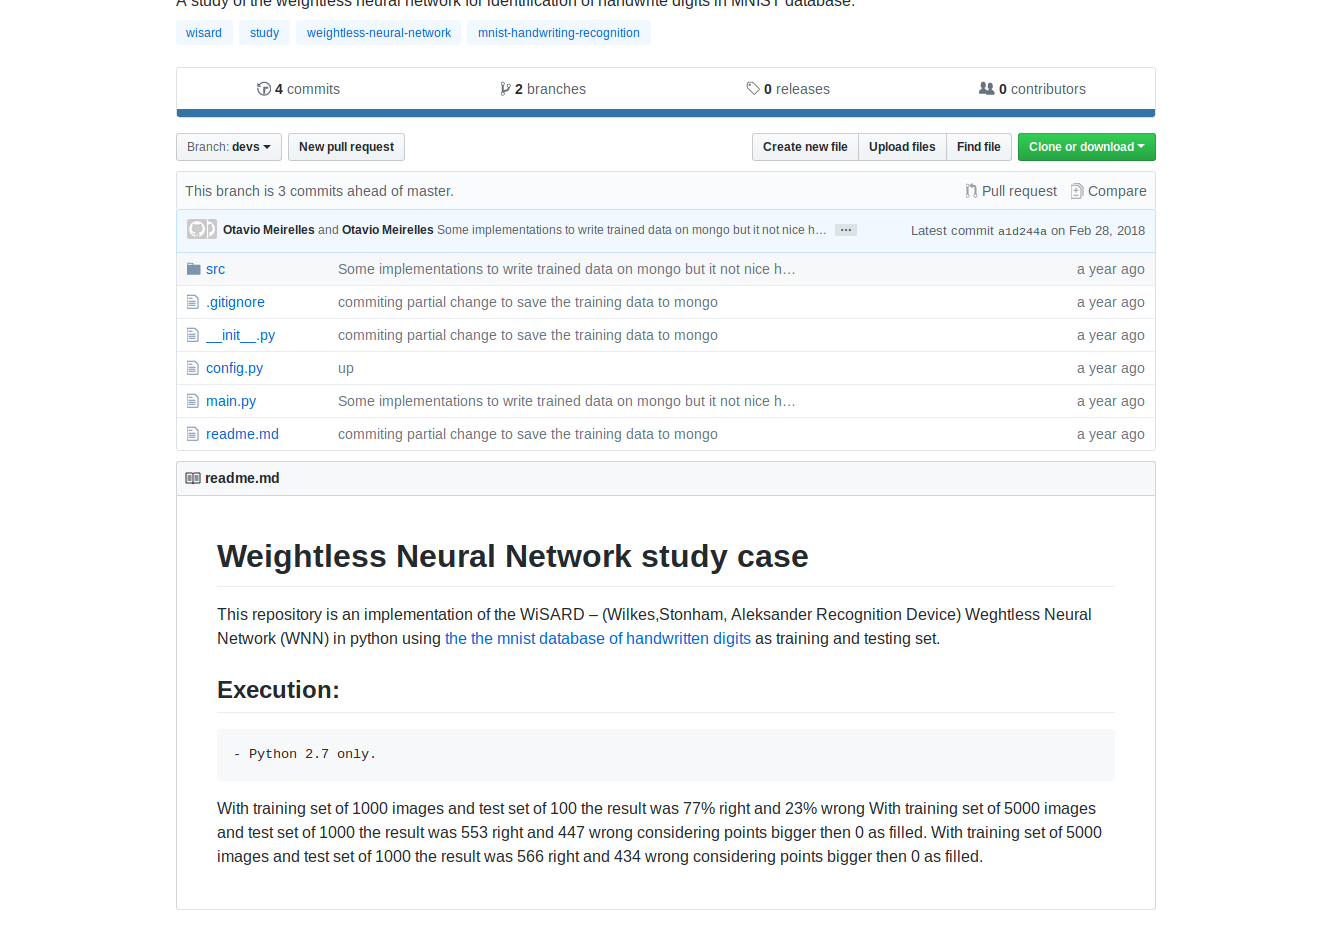 A study of the weightless neural network for identification of handwrite digits in MNIST database.
wisard study weightless-neural-network mnist-handwriting-recognition
4 commits 2 branches 0 releases 0 contributors
Branch: devs New pull request Create new file Upload files Find file Clone or download
This branch is 3 commits ahead of master. Pull request Compare
Otavio Meirelles and Otavio Meirelles Some implementations to write trained data on mongo but it not nice h… … Latest commit a1d244a on Feb 28, 2018
src Some implementations to write trained data on mongo but it not nice h… a year ago
.gitignore commiting partial change to save the training data to mongo a year ago
__init__.py commiting partial change to save the training data to mongo a year ago
config.py up a year ago
main.py Some implementations to write trained data on mongo but it not nice h… a year ago
readme.md commiting partial change to save the training data to mongo a year ago
readme.md
Weightless Neural Network study case
This repository is an implementation of the WiSARD – (Wilkes,Stonham, Aleksander Recognition Device) Weghtless Neural
Network (WNN) in python using the the mnist database of handwritten digits as training and testing set.
Execution:
- Python 2.7 only.
With training set of 1000 images and test set of 100 the result was 77% right and 23% wrong With training set of 5000 images
and test set of 1000 the result was 553 right and 447 wrong considering points bigger then 0 as filled. With training set of 5000
images and test set of 1000 the result was 566 right and 434 wrong considering points bigger then 0 as filled.